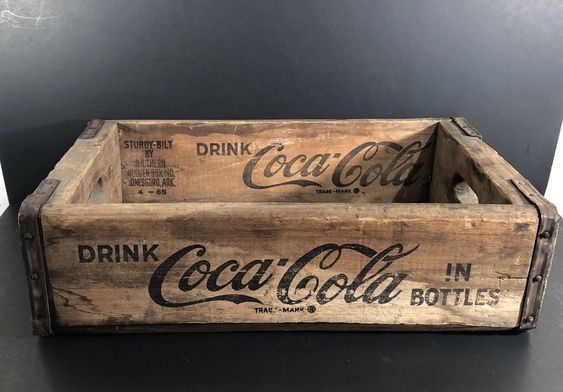 STURDY-BILT
BY
JONESBORO, ARK.
4 - 65
DRINK Coca-Cola
TRADE-MARK ®
DRINK Coca-Cola IN
BOTTLES
TRADE-MARK ®